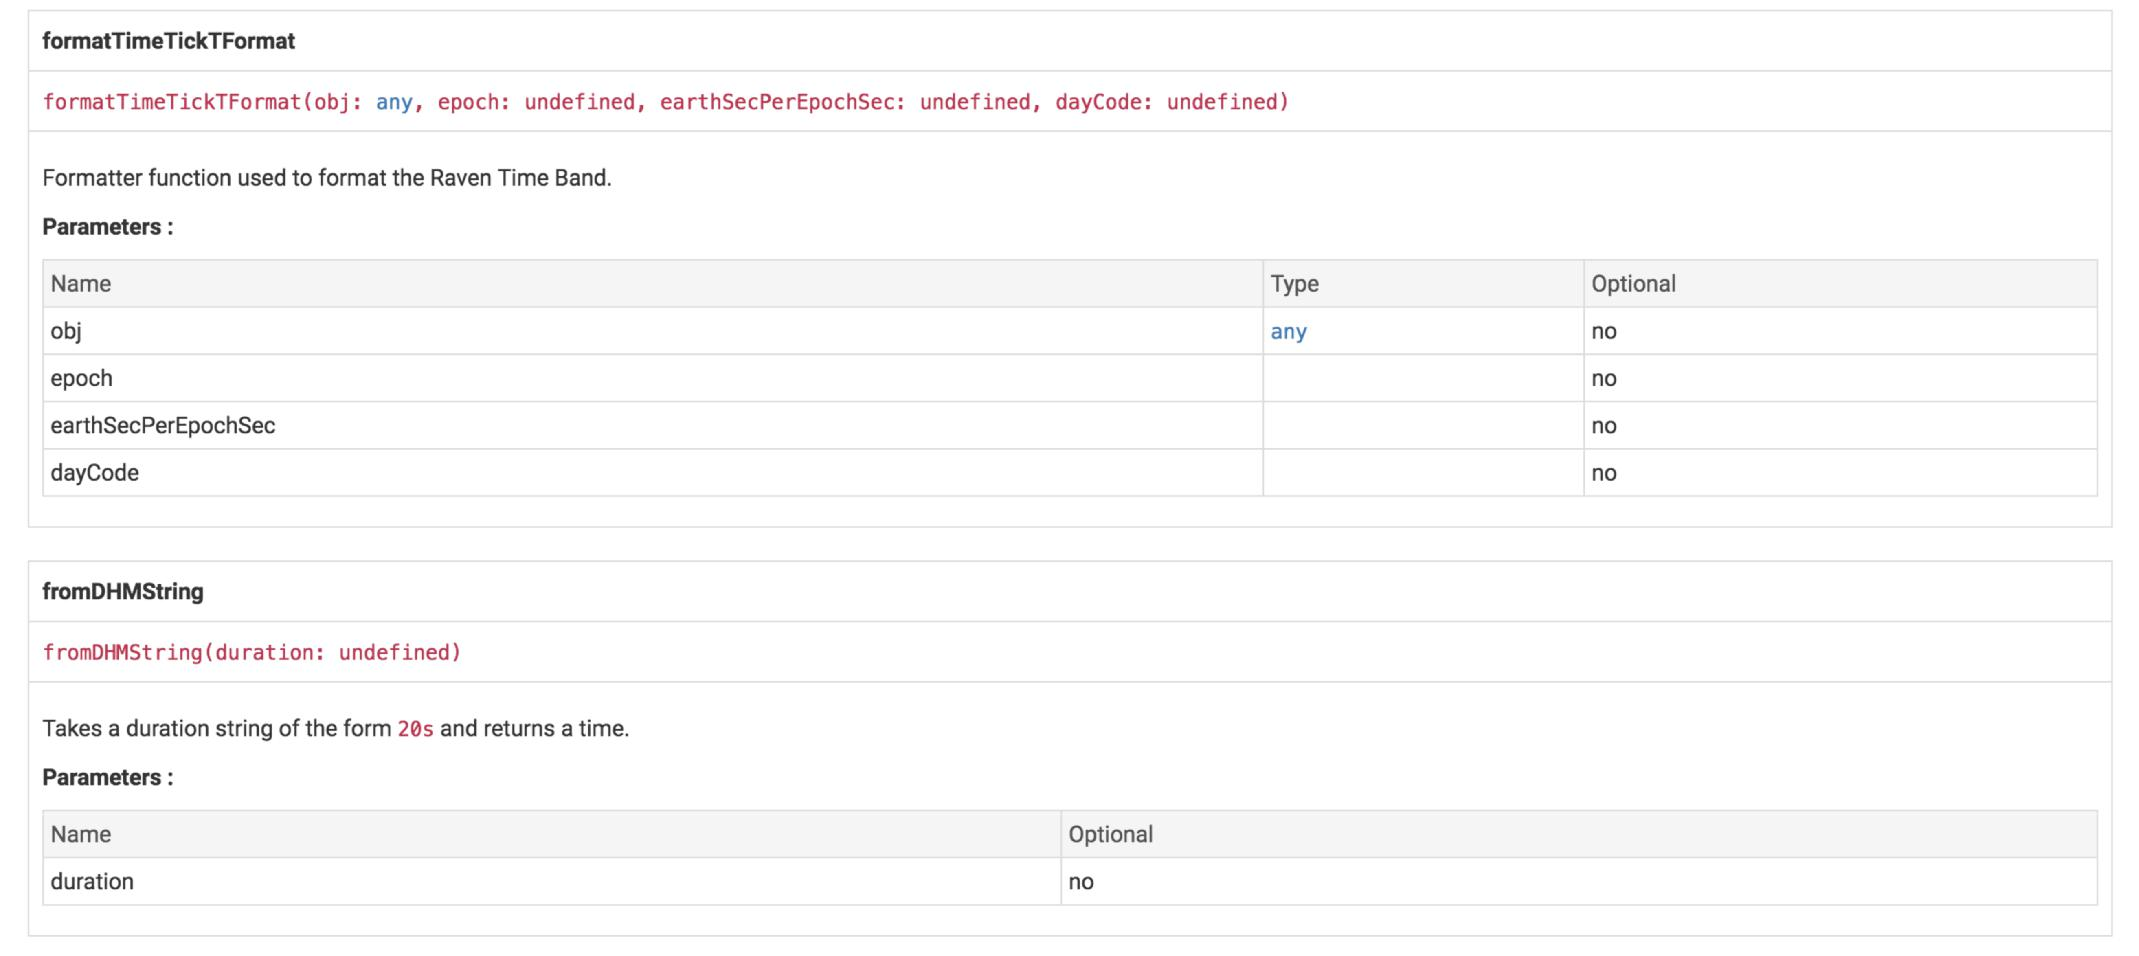 formatTimeTickTFormat
formatTimeTickTFormat(obj: any, epoch: undefined, earthSecPerEpochSec: undefined, dayCode: undefined)
Formatter function used to format the Raven Time Band.
Parameters :
Name Type Optional
obj any no
epoch no
earthSecPerEpochSec no
dayCode no
fromDHMString
fromDHMString(duration: undefined)
Takes a duration string of the form 20s and returns a time.
Parameters :
Name Optional
duration no